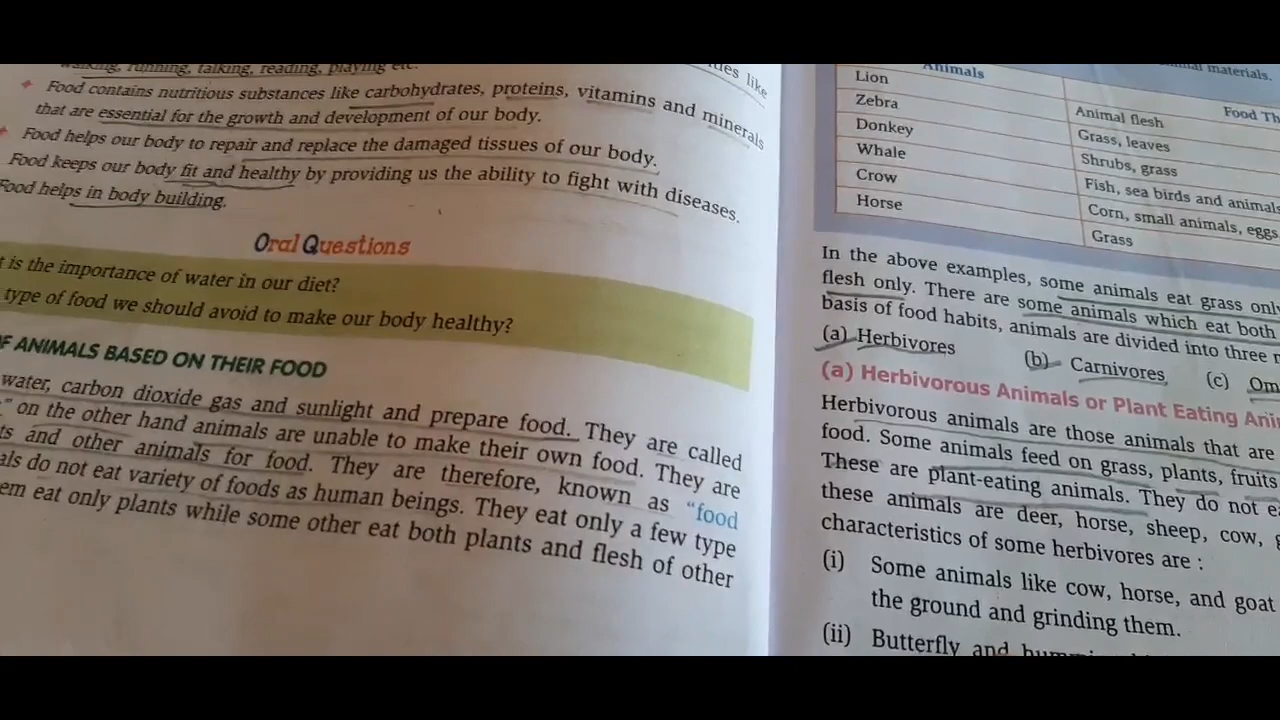 walking, running, talking, reading, playing etc.
like
Food contains nutritious substances like carbohydrates, proteins, vitamins and minerals
that are essential for the growth and development of our body.
Food helps our body to repair and replace the damaged tissues of our body.
Food keeps our body fit and healthy by providing us the ability to fight with diseases.
Food helps in body building.
Oral Questions
is the importance of water in our diet?
type of food we should avoid to make our body healthy?
F ANIMALS BASED ON THEIR FOOD
water, carbon dioxide gas and sunlight and prepare food. They are called
" on the other hand animals are unable to make their own food. They are
and other animals for food. They are therefore, known as "food
do not eat variety of foods as human beings. They eat only a few type
eat only plants while some other eat both plants and flesh of other
materials.
Animals Food
Lion Animal flesh
Zebra Grass, leaves
Donkey Shrubs, grass
Whale Fish, sea birds and animals
Crow Corn, small animals, eggs
Horse Grass
In the above examples, some animals eat grass only
flesh only. There are some animals which eat both
basis of food habits, animals are divided into three
(a) Herbivores (b) Carnivores (c) Om
(a) Herbivorous Animals or Plant Eating Ani
Herbivorous animals are those animals that are
food. Some animals feed on grass, plants, fruits
These are plant-eating animals. They do not
these animals are deer, horse, sheep, cow,
characteristics of some herbivores are :
(i) Some animals like cow, horse, and goat
the ground and grinding them.
(ii) Butterfly and